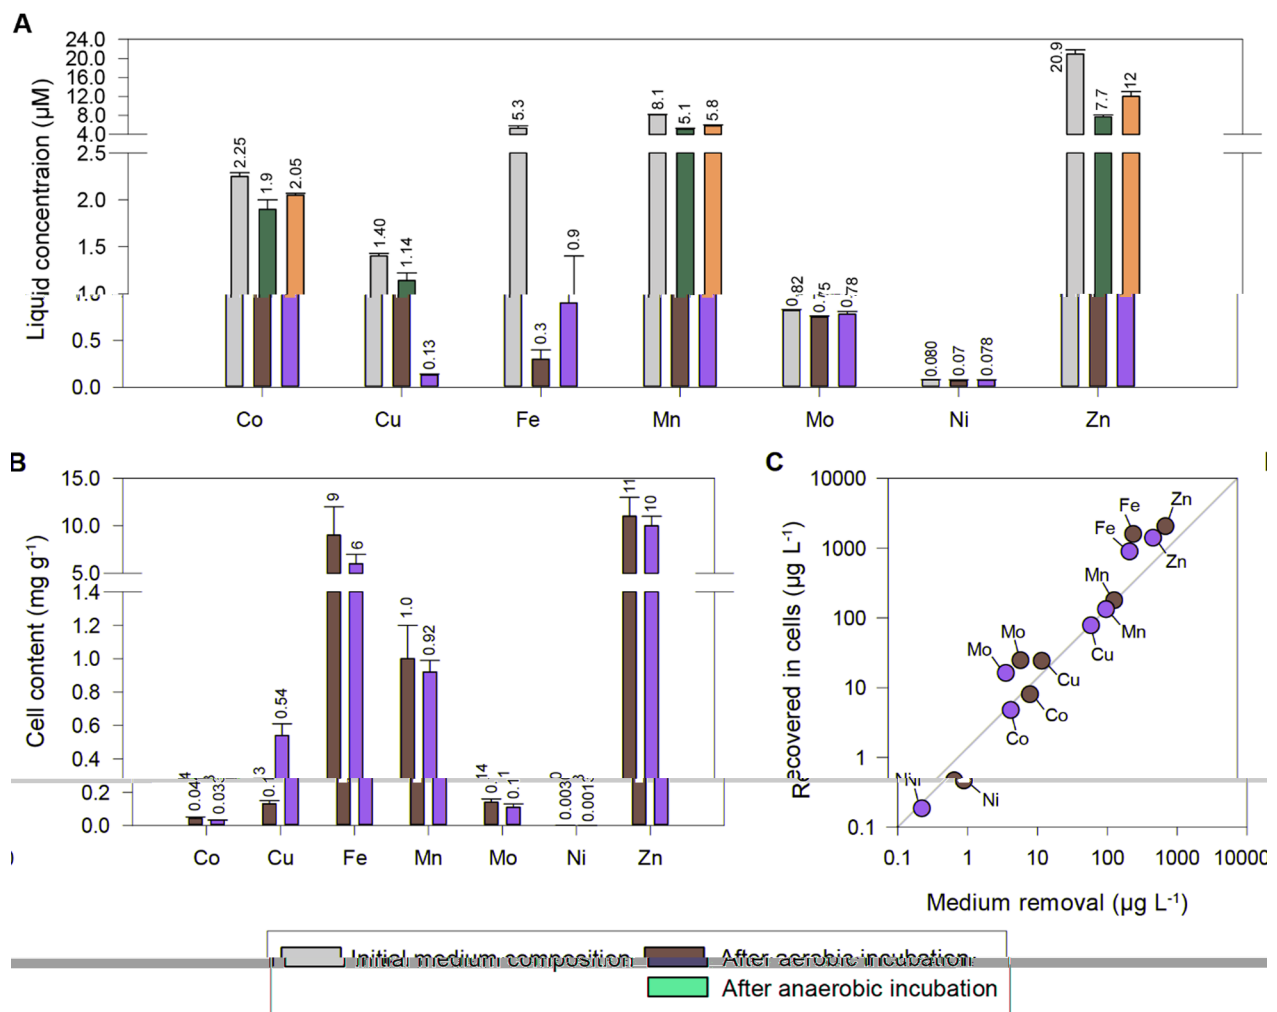 A
24.0
20.0
16.0
12.0
8.0
4.0
2.5
2.0
1.5
0.5
0.0
Liquid concentraion (µM)
2.25
1.9
2.05
1.40
1.14
0.13
5.3
0.3
0.9
8.1
5.1
5.8
0.82
0.75
0.78
0.080
0.07
0.078
20.9
7.7
12
Co Cu Fe Mn Mo Ni Zn
B
15.0
10.0
5.0
1.4
1.2
1.0
0.8
0.6
0.4
0.2
0.0
Cell content (mg g-1)
0.54
9
6
1.0
0.92
11
10
Co Cu Fe Mn Mo Ni Zn
C
10000
1000
100
10
1
0.1
Recovered in cells (µg L-1)
Fe
Zn
Fe
Zn
Mn
Mn
Mo
Cu
Mo
Cu
Co
Co
Ni
0.1 1 10 100 1000 10000
Medium removal (µg L-1)
Initial medium composition
After aerobic incubation
After anaerobic incubation